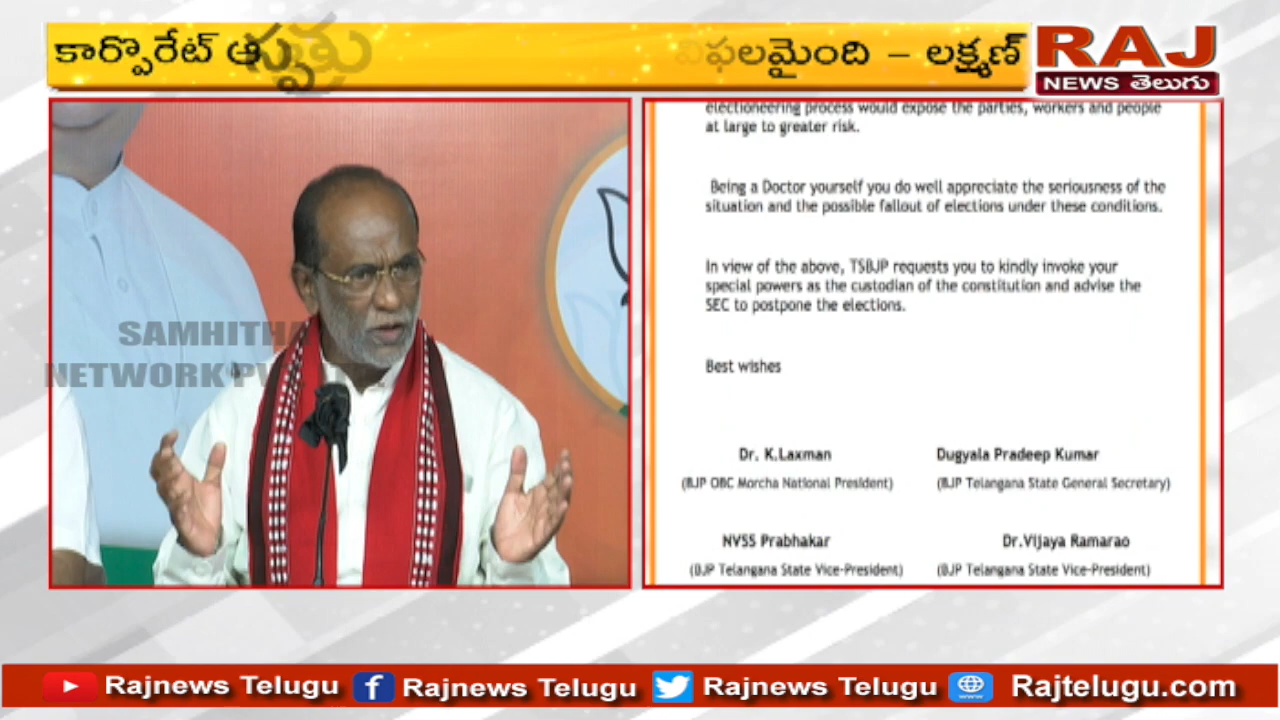 కార్పొరేట్ ఆస్పత్రు విఫలమైంది – లక్ష్మణ్
RAJ
NEWS తెలుగు
SAMHITHA
NETWORK
electioneering process would expose the parties, workers and people
at large to greater risk.
Being a Doctor yourself you do well appreciate the seriousness of the
situation and the possible fallout of elections under these conditions.
In view of the above, TSBJP requests you to kindly invoke your
special powers as the custodian of the constitution and advise the
SEC to postpone the elections.
Best wishes
Dr. K.Laxman Dugyala Pradeep Kumar
(BJP OBC Morcha National President) (BJP Telangana State General Secretary)
NVSS Prabhakar Dr.Vijaya Ramarao
(BJP Telangana State Vice-President) (BJP Telangana State Vice-President)
Rajnews Telugu Rajnews Telugu Rajnews Telugu Rajtelugu.com